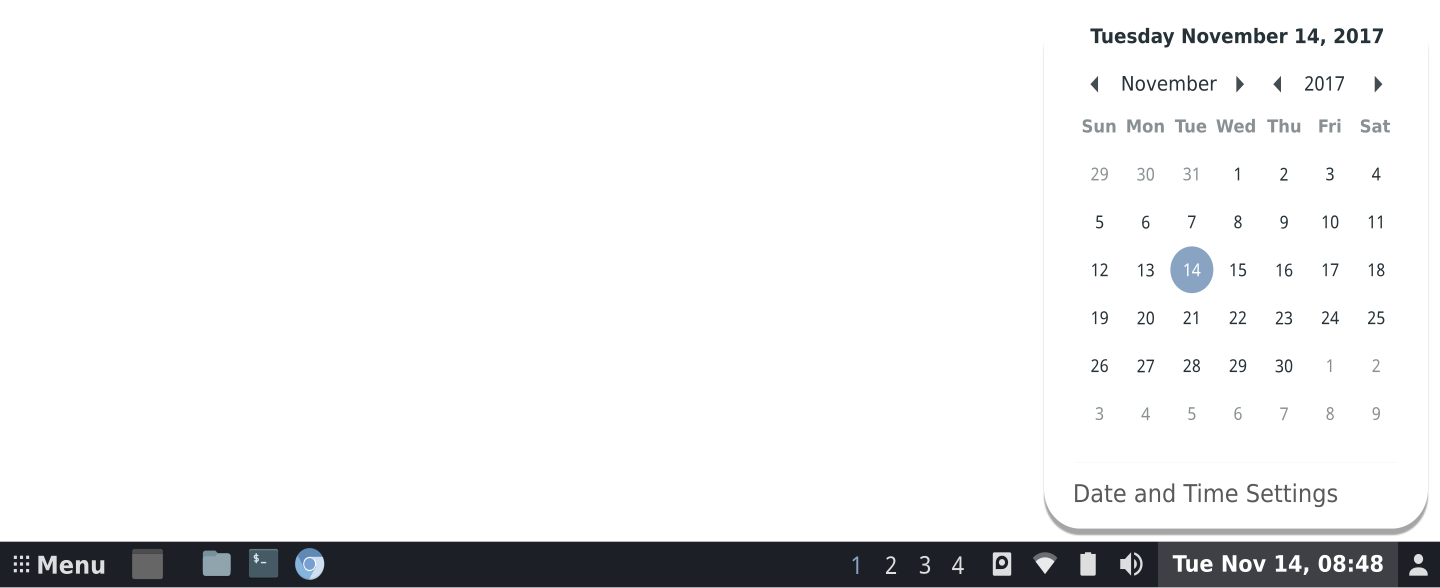 Tuesday November 14, 2017
November 2017
Sun Mon Tue Wed Thu Fri Sat
29 30 31 1 2 3 4
5 6 7 8 9 10 11
12 13 14 15 16 17 18
19 20 21 22 23 24 25
26 27 28 29 30 1 2
3 4 5 6 7 8 9
Date and Time Settings
Menu $- 1 2 3 4 Tue Nov 14, 08:48